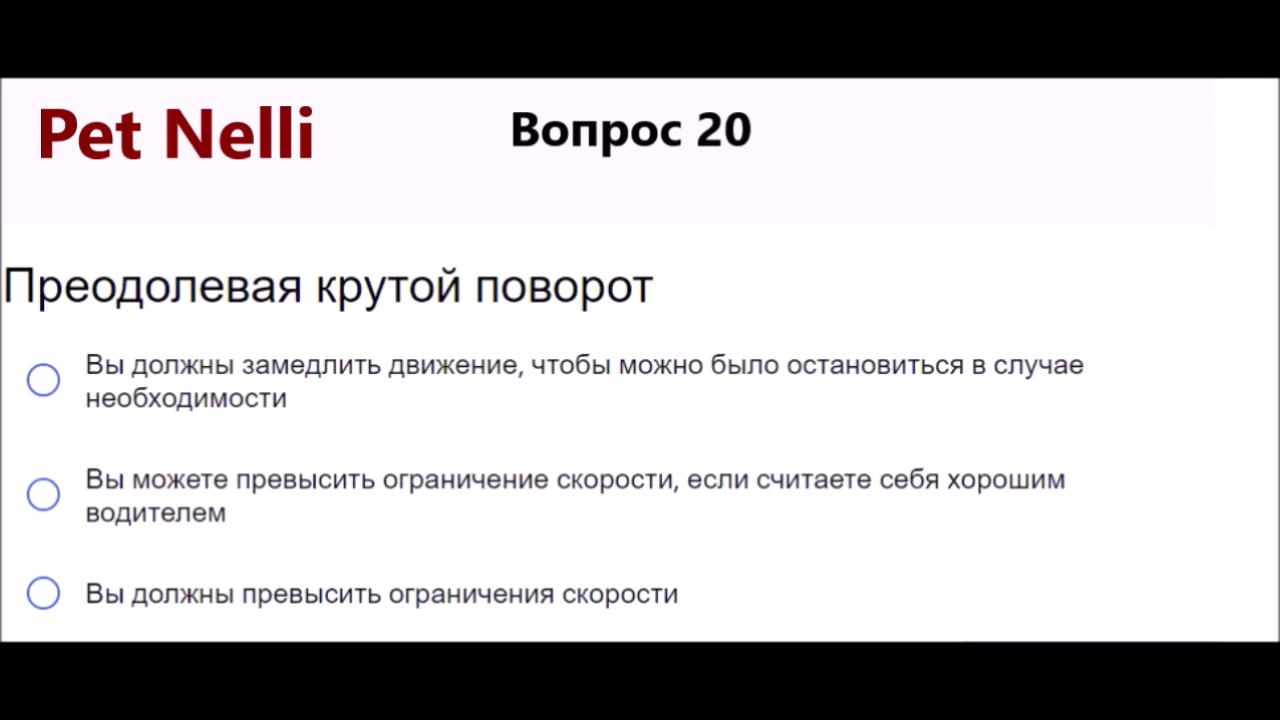 Pet Nelli
Вопрос 20
Преодолевая крутой поворот
Вы должны замедлить движение, чтобы можно было остановиться в случае
необходимости
Вы можете превысить ограничение скорости, если считаете себя хорошим
водителем
Вы должны превысить ограничения скорости